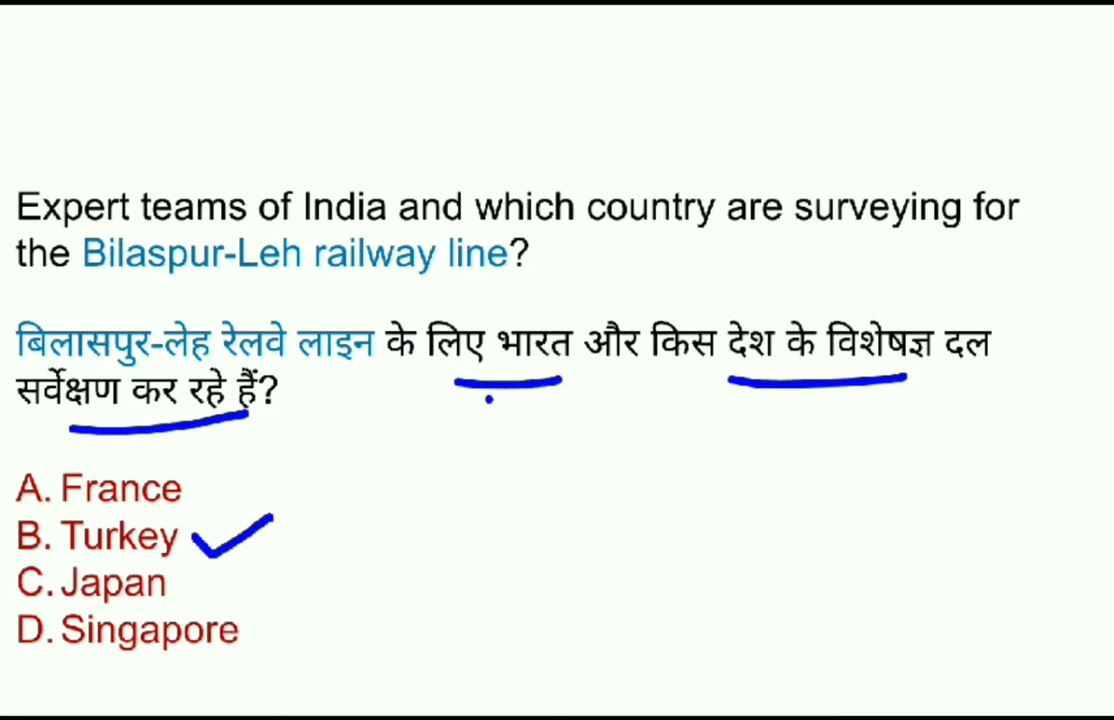 Expert teams of India and which country are surveying for
the Bilaspur-Leh railway line?
बिलासपुर-लेह रेलवे लाइन के लिए भारत और किस देश के विशेषज्ञ दल
सर्वेक्षण कर रहे हैं?
A. France
B. Turkey
C. Japan
D. Singapore